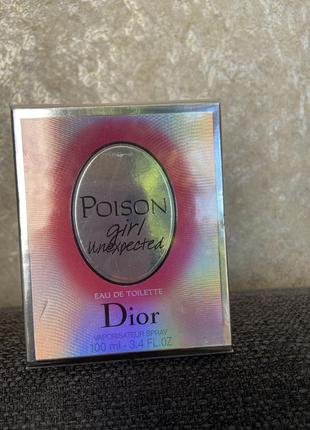 POISON
girl
unexpected
EAU DE TOILETTE
Dior
VAPORISATEUR SPRAY
100 ml - 3.4 FL.OZ